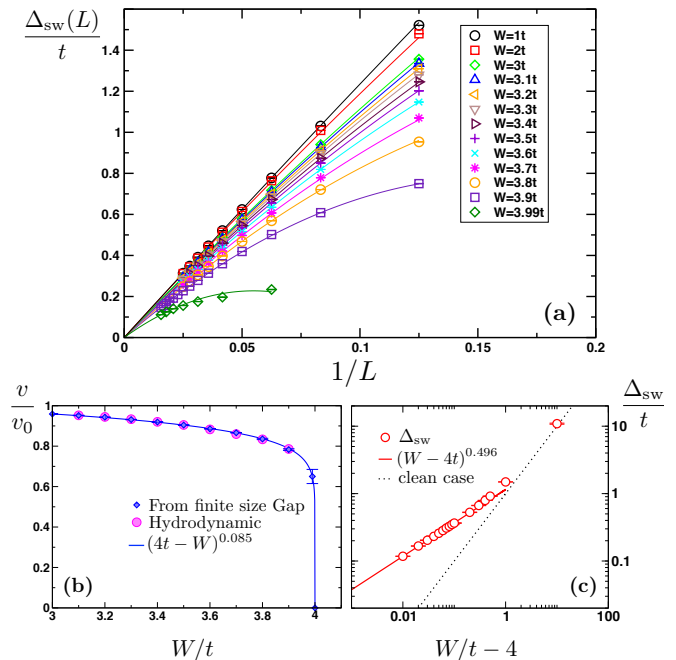 Δsw(L)
t
1.4
1.2
1
0.8
0.6
0.4
0.2
0
0
0.05
0.1
0.15
0.2
1/L
W=1t
W=2t
W=3t
W=3.1t
W=3.2t
W=3.3t
W=3.4t
W=3.5t
W=3.6t
W=3.7t
W=3.8t
W=3.9t
W=3.99t
(a)
v
v₀
1
0.8
0.6
0.4
0.2
0
From finite size Gap
Hydrodynamic
(4t − W)^0.085
(b)
3
3.2
3.4
3.6
3.8
4
W/t
Δsw
t
Δsw
(W − 4t)^0.496
clean case
10
1
0.1
(c)
0.01
1
100
W/t − 4